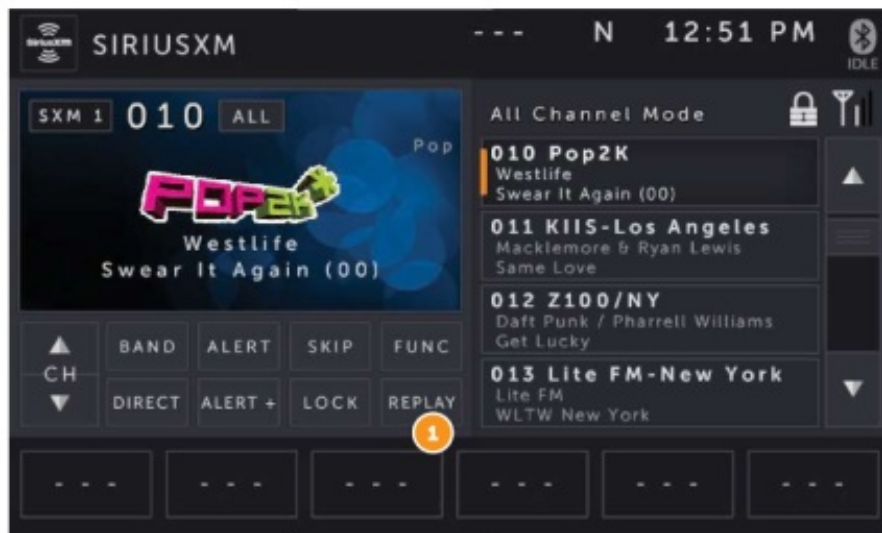 SIRIUSXM
SIRIUSXM
--- N 12:51 PM
IDLE
SXM 1 010 ALL
Pop
POP2K
Westlife
Swear It Again (00)
CH
BAND ALERT SKIP FUNC
DIRECT ALERT + LOCK REPLAY
1
All Channel Mode
010 Pop2K
Westlife
Swear It Again (00)
011 KIIS-Los Angeles
Macklemore & Ryan Lewis
Same Love
012 Z100/NY
Daft Punk / Pharrell Williams
Get Lucky
013 Lite FM-New York
Lite FM
WLTW New York
--- --- --- --- --- ---